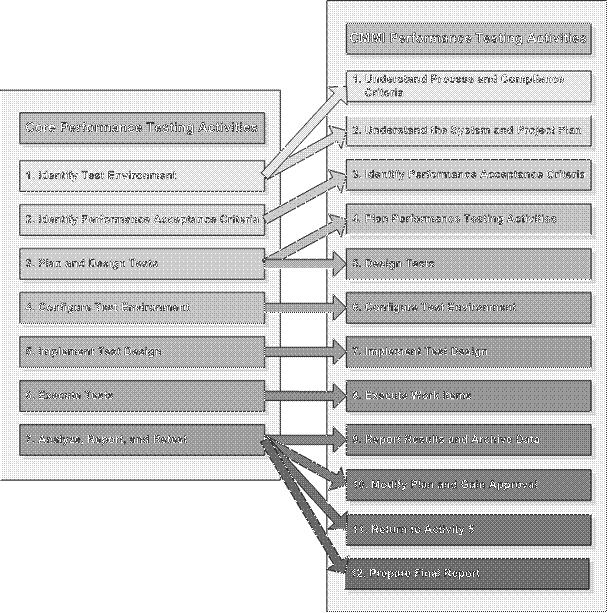 Core Performance Testing Activities
1. Identify Test Environment
2. Identify Performance Acceptance Criteria
3. Plan and Design Tests
4. Configure Test Environment
5. Implement Test Design
6. Execute Tests
7. Analyze, Report, and Retest
CMMI Performance Testing Activities
1. Understand Process and Compliance
Criteria
2. Understand the System and Project Plan
3. Identify Performance Acceptance Criteria
4. Plan Performance Testing Activities
5. Design Tests
6. Configure Test Environment
7. Implement Test Design
8. Execute Work Items
9. Report Results and Archive Data
10. Modify Plan and Gain Approval
11. Return to Activity 5
12. Prepare Final Report